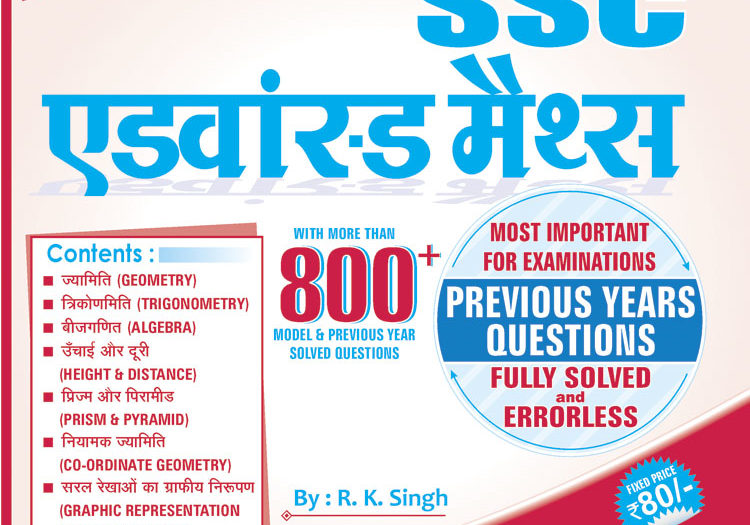 SSC
एडवांस्ड मैथ्स
Contents :
ज्यामिति (GEOMETRY)
त्रिकोणमिति (TRIGONOMETRY)
बीजगणित (ALGEBRA)
उँचाई और दूरी
(HEIGHT & DISTANCE)
प्रिज्म और पिरामीड
(PRISM & PYRAMID)
नियामक ज्यामिति
(CO-ORDINATE GEOMETRY)
सरल रेखाओं का ग्राफीय निरूपण
(GRAPHIC REPRESENTATION
WITH MORE THAN
800+
MODEL & PREVIOUS YEAR
SOLVED QUESTIONS
MOST IMPORTANT
FOR EXAMINATIONS
PREVIOUS YEARS
QUESTIONS
FULLY SOLVED
and
ERRORLESS
By : R. K. Singh
FIXED PRICE
₹80/-